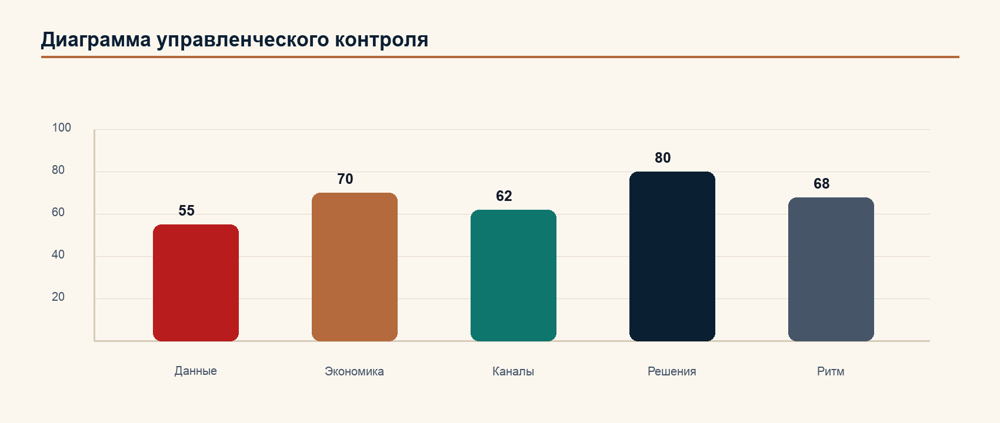 Диаграмма управленческого контроля
100
80
60
40
20
55
70
62
80
68
Данные
Экономика
Каналы
Решения
Ритм